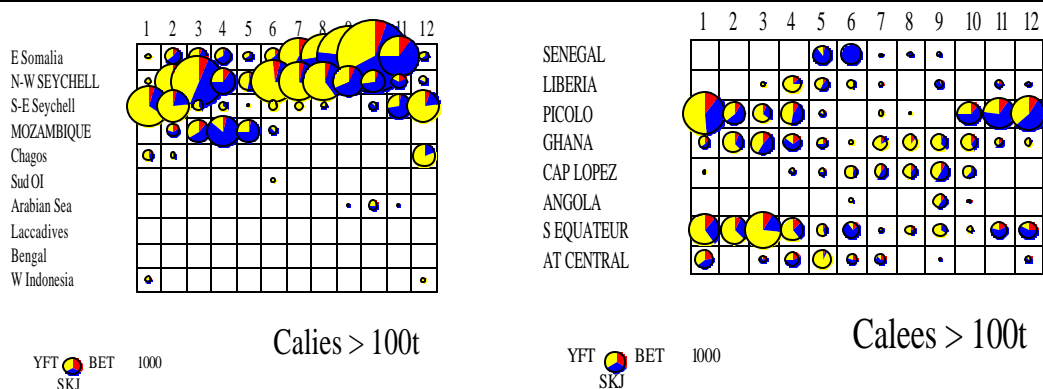 1 2 3 4 5 6 7 8 9 10 11 12
E Somalia
N-W SEYCHELL
S-E Seychell
MOZAMBIQUE
Chagos
Sud OI
Arabian Sea
Laccadives
Bengal
W Indonesia
Calies > 100t
YFT BET 1000
SKJ
1 2 3 4 5 6 7 8 9 10 11 12
SENEGAL
LIBERIA
PICOLO
GHANA
CAP LOPEZ
ANGOLA
S EQUATEUR
AT CENTRAL
Calees > 100t
YFT BET 1000
SKJ